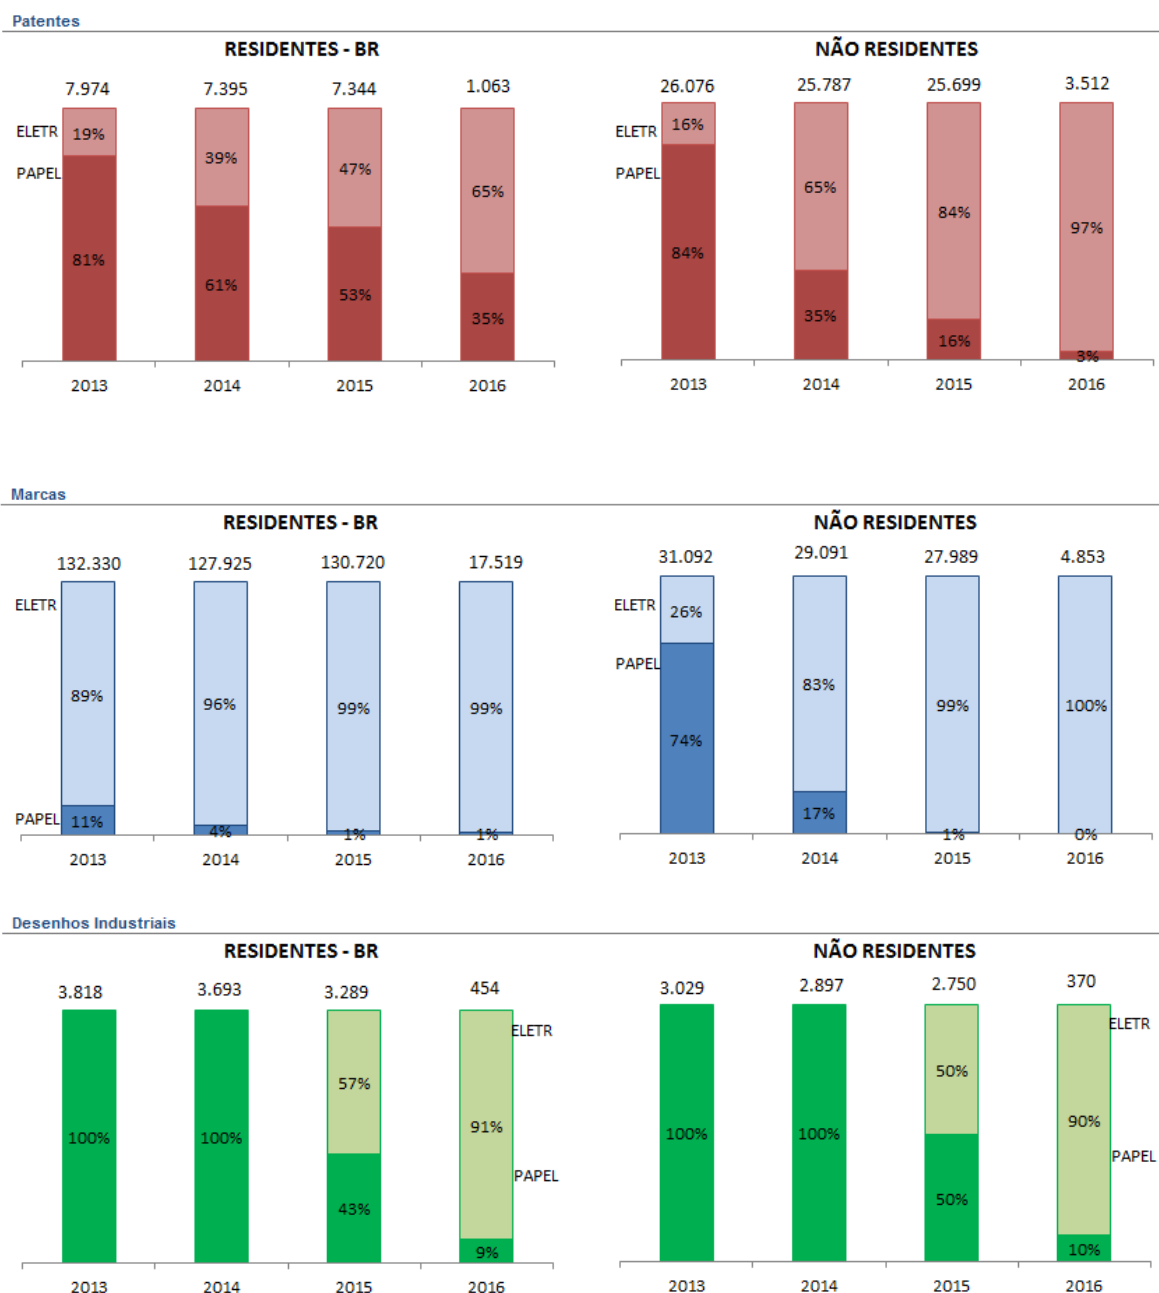 Patentes
RESIDENTES - BR
7.974 7.395 7.344 1.063
ELETR 19% 39% 47% 65%
PAPEL 81% 61% 53% 35%
2013 2014 2015 2016
NÃO RESIDENTES
26.076 25.787 25.699 3.512
ELETR 16% 65% 84% 97%
PAPEL 84% 35% 16% 3%
2013 2014 2015 2016
Marcas
RESIDENTES - BR
132.330 127.925 130.720 17.519
ELETR 89% 96% 99% 99%
PAPEL 11% 4% 1% 1%
2013 2014 2015 2016
NÃO RESIDENTES
31.092 29.091 27.989 4.853
ELETR 26% 83% 99% 100%
PAPEL 74% 17% 1% 0%
2013 2014 2015 2016
Desenhos Industriais
RESIDENTES - BR
3.818 3.693 3.289 454
57% 91% ELETR
100% 100% 43% 9% PAPEL
2013 2014 2015 2016
NÃO RESIDENTES
3.029 2.897 2.750 370
50% 90% ELETR
100% 100% 50% 10% PAPEL
2013 2014 2015 2016